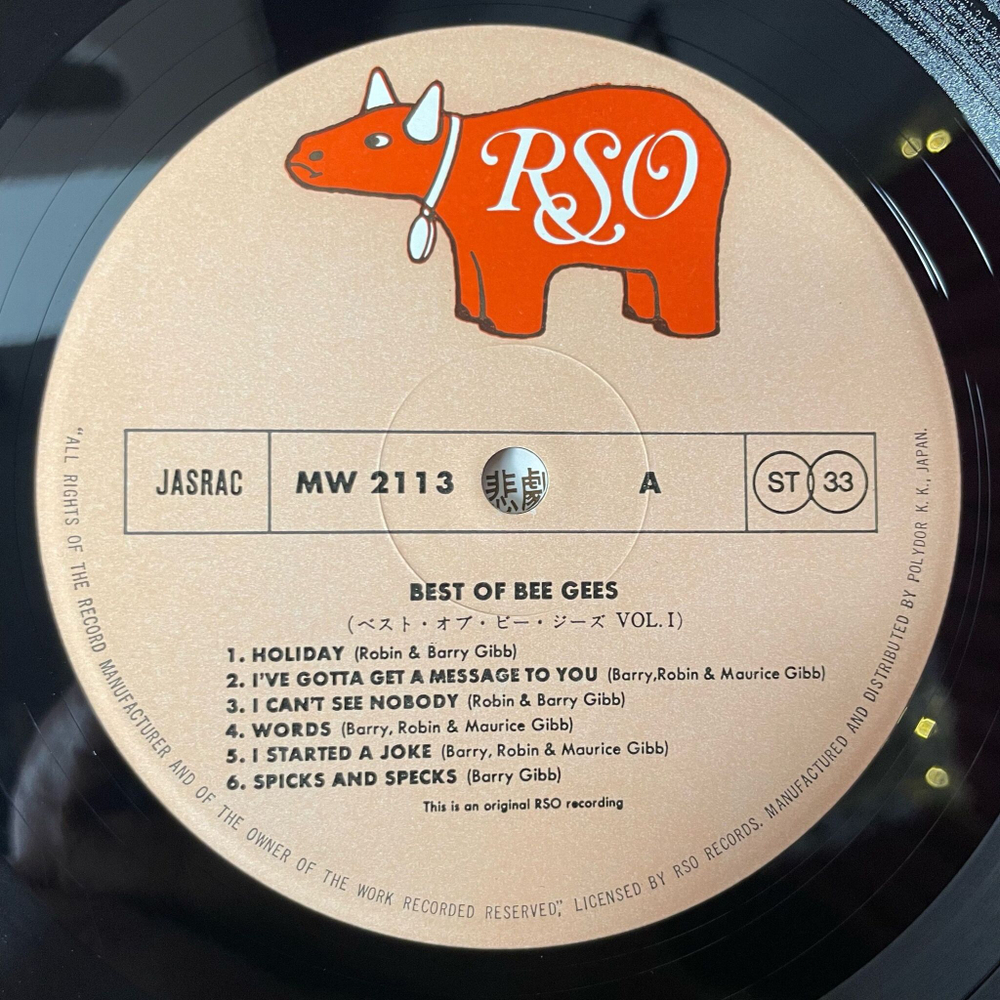 RSO
JASRAC
MW 2113
悲劇
A
ST 33
BEST OF BEE GEES
(ベスト・オブ・ビー・ジーズ VOL.I)
1. HOLIDAY (Robin & Barry Gibb)
2. I'VE GOTTA GET A MESSAGE TO YOU (Barry,Robin & Maurice Gibb)
3. I CAN'T SEE NOBODY (Robin & Barry Gibb)
4. WORDS (Barry, Robin & Maurice Gibb)
5. I STARTED A JOKE (Barry, Robin & Maurice Gibb)
6. SPICKS AND SPECKS (Barry Gibb)
This is an original RSO recording
"ALL RIGHTS OF THE RECORD MANUFACTURER AND OF THE OWNER OF THE WORK RECORDED RESERVED", LICENSED BY RSO RECORDS. MANUFACTURED AND DISTRIBUTED BY POLYDOR K.K., JAPAN.